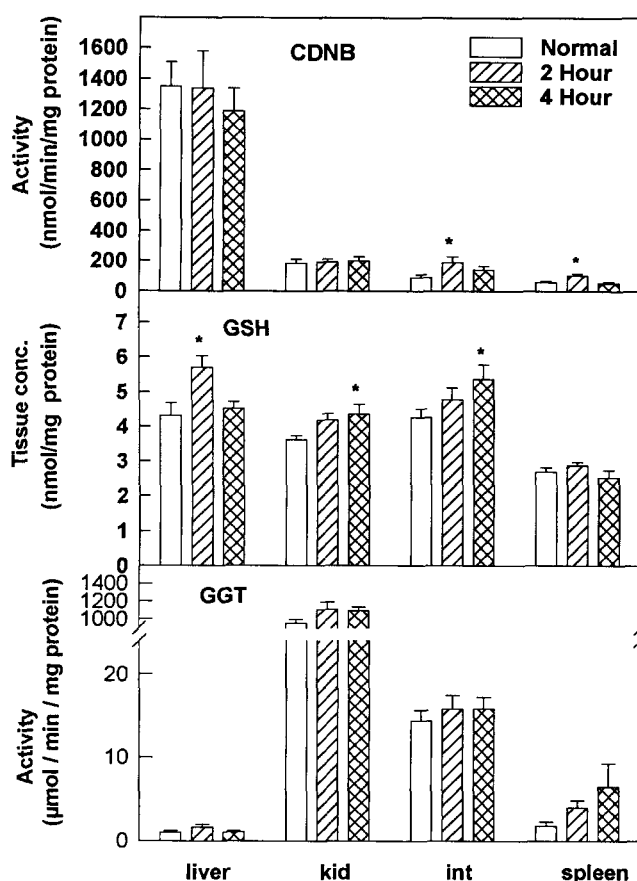 CDNB
Normal
2 Hour
4 Hour
Activity
(nmol/min/mg protein)
1600
1400
1200
1000
800
600
400
200
0
*
*
GSH
Tissue conc.
(nmol/mg protein)
7
6
5
4
3
2
1
0
*
*
*
GGT
Activity
(µmol / min / mg protein)
1400
1000
20
10
0
liver
kid
int
spleen